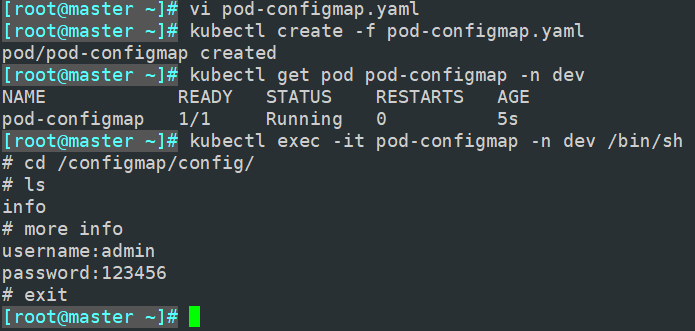 [root@master ~]# vi pod-configmap.yaml
[root@master ~]# kubectl create -f pod-configmap.yaml
pod/pod-configmap created
[root@master ~]# kubectl get pod pod-configmap -n dev
NAME            READY   STATUS    RESTARTS   AGE
pod-configmap   1/1     Running   0          5s
[root@master ~]# kubectl exec -it pod-configmap -n dev /bin/sh
# cd /configmap/config/
# ls
info
# more info
username:admin
password:123456
# exit
[root@master ~]#